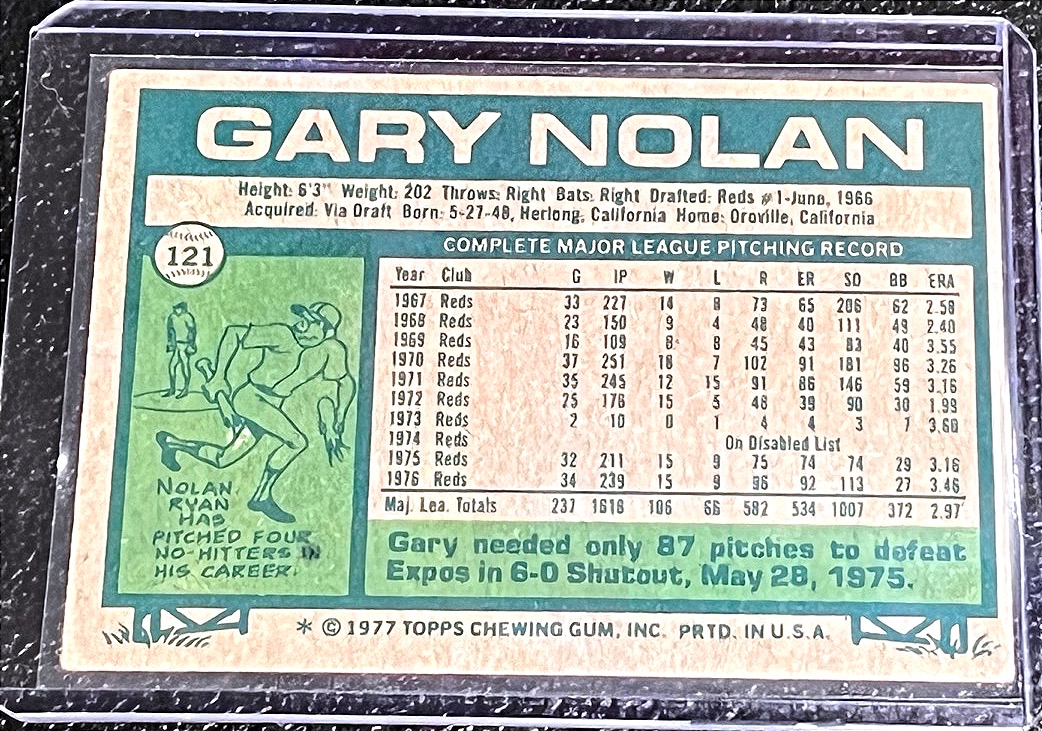 GARY NOLAN
Height: 6'3" Weight: 202 Throws: Right Bats: Right Drafted: Reds #1-June, 1966
Acquired: Via Draft Born: 5-27-48, Herlong, California Home: Oroville, California
121
COMPLETE MAJOR LEAGUE PITCHING RECORD
Year Club G IP W L R ER SO BB ERA
1967 Reds 33 227 14 8 73 65 206 62 2.58
1968 Reds 23 150 9 4 48 40 111 49 2.40
1969 Reds 16 109 8 8 45 43 83 40 3.55
1970 Reds 37 251 18 7 102 91 181 96 3.26
1971 Reds 35 245 12 15 91 86 146 59 3.16
1972 Reds 25 176 15 5 48 39 90 30 1.99
1973 Reds 2 10 0 1 4 4 3 7 3.60
1974 Reds On Disabled List
1975 Reds 32 211 15 9 75 74 74 29 3.16
1976 Reds 34 239 15 9 96 92 113 27 3.46
Maj. Lea. Totals 237 1618 106 66 582 534 1007 372 2.97
NOLAN
RYAN
HAS
PITCHED FOUR
NO-HITTERS IN
HIS CAREER.
Gary needed only 87 pitches to defeat
Expos in 6-0 Shutout, May 28, 1975.
* © 1977 TOPPS CHEWING GUM, INC. PRTD. IN U.S.A.